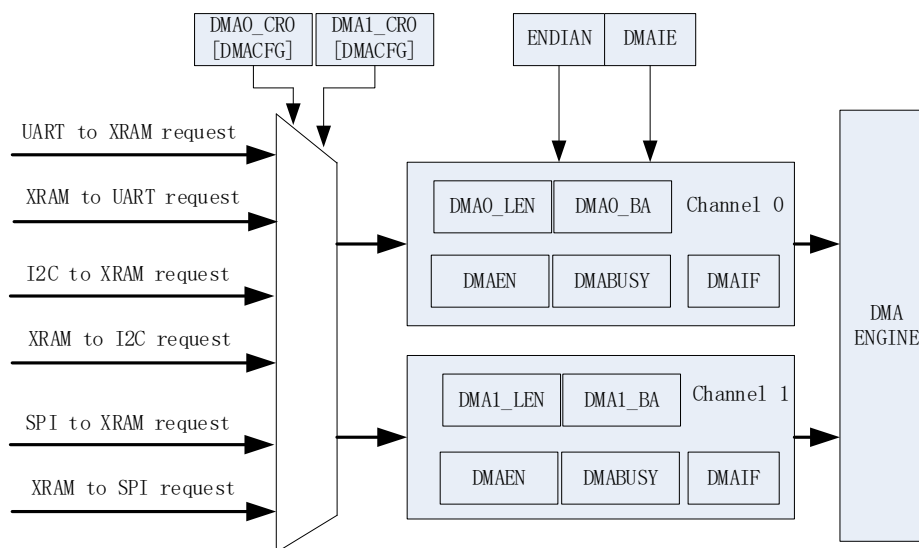 DMA0_CR0
[DMACFG]
DMA1_CR0
[DMACFG]
ENDIAN
DMAIE
UART to XRAM request
XRAM to UART request
I2C to XRAM request
XRAM to I2C request
SPI to XRAM request
XRAM to SPI request
DMA0_LEN
DMA0_BA
Channel 0
DMAEN
DMABUSY
DMAIF
DMA1_LEN
DMA1_BA
Channel 1
DMAEN
DMABUSY
DMAIF
DMA
ENGINE